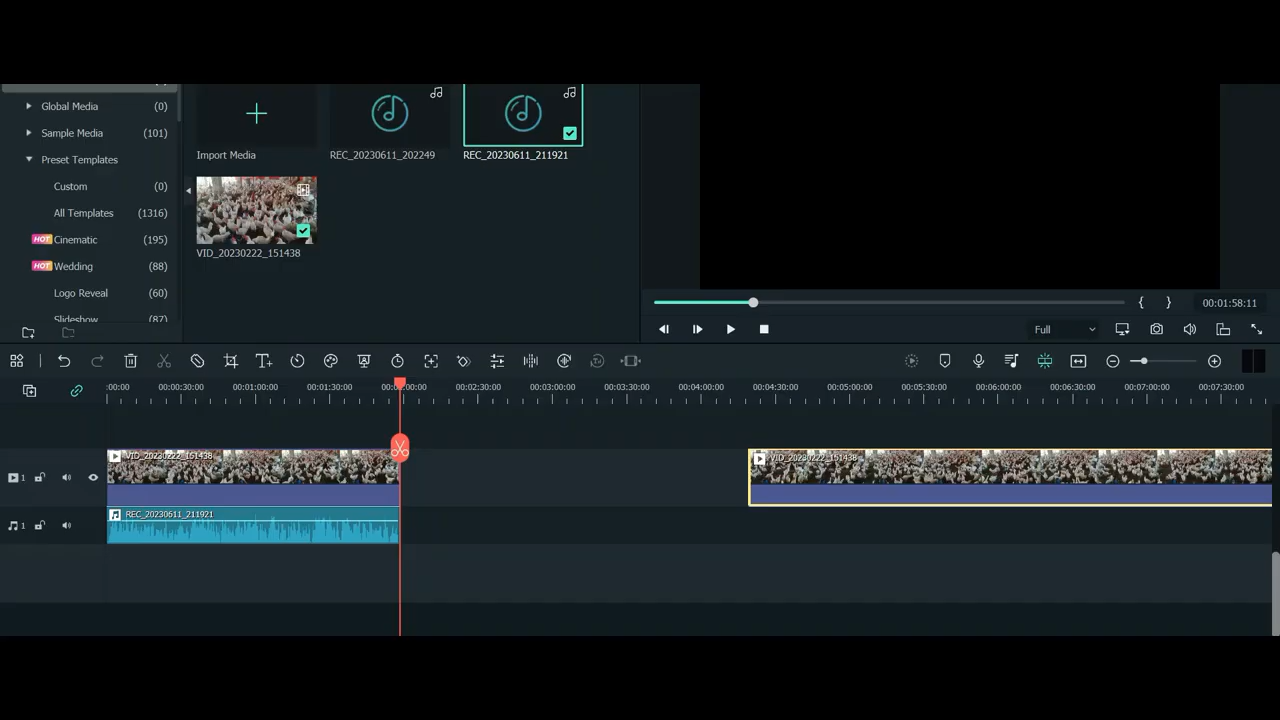 Global Media (0)
Sample Media (101)
Preset Templates
Custom (0)
All Templates (1316)
HOT Cinematic (195)
HOT Wedding (88)
Logo Reveal (60)
Slideshow (87)
Import Media
REC_20230611_202249
REC_20230611_211921
VID_20230222_151438
00:01:58:11
Full
:00:00 00:00:30:00 00:01:00:00 00:01:30:00 00:02:00:00 00:02:30:00 00:03:00:00 00:03:30:00 00:04:00:00 00:04:30:00 00:05:00:00 00:05:30:00 00:06:00:00 00:06:30:00 00:07:00:00 00:07:30:00
1
VID_20230222_151438
VID_20230222_151438
1
REC_20230611_211921